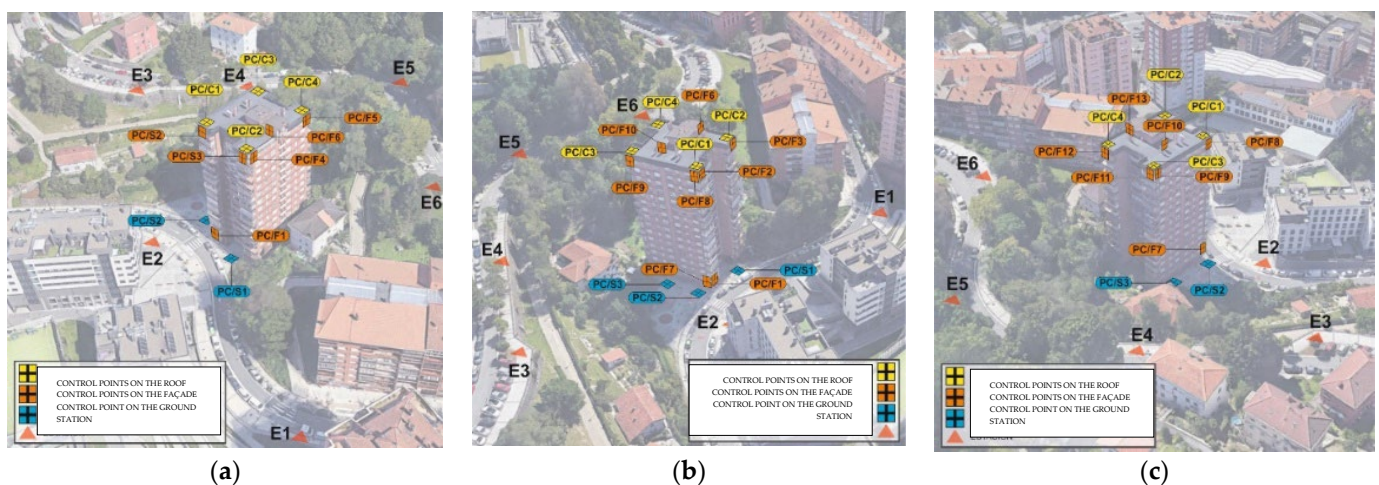 PC/C3
E5
E3
E4
PC/C1
PC/C4
PC/F5
PC/S2
PC/C2
PC/F6
PC/S3
PC/F4
E6
PC/S2
PC/F1
E2
PC/S1
CONTROL POINTS ON THE ROOF
CONTROL POINTS ON THE FAÇADE
CONTROL POINT ON THE GROUND
STATION
E1
(a)
PC/F6
E6
PC/C4
PC/C2
PC/F10
E5
PC/C3
PC/C1
PC/F3
PC/F2
PC/F9
PC/F8
E1
E4
PC/F7
PC/S1
PC/S3
PC/F1
PC/S2
E2
E3
CONTROL POINTS ON THE ROOF
CONTROL POINTS ON THE FAÇADE
CONTROL POINT ON THE GROUND
STATION
(b)
PC/C2
PC/F13
PC/C1
PC/C4
PC/F10
PC/F8
PC/F12
E6
PC/C3
PC/F11
PC/F9
PC/F7
E2
PC/S3
PC/S2
E5
E4
E3
CONTROL POINTS ON THE ROOF
CONTROL POINTS ON THE FAÇADE
CONTROL POINT ON THE GROUND
STATION
(c)